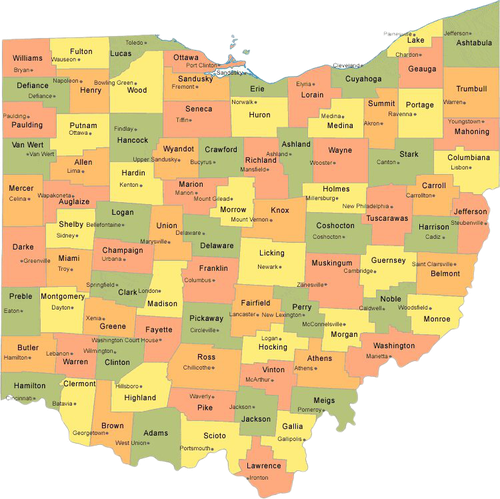 Ashtabula
Jefferson
Lake
Painesville
Chardon
Geauga
Williams
Bryan
Fulton
Wauseon
Lucas
Toledo
Ottawa
Port Clinton
Sandusky
Fremont
Sandusky
Erie
Cleveland
Cuyahoga
Trumbull
Warren
Defiance
Defiance
Napoleon
Henry
Bowling Green
Wood
Norwalk
Huron
Elyria
Lorain
Medina
Medina
Summit
Akron
Portage
Ravenna
Youngstown
Mahoning
Paulding
Paulding
Putnam
Ottawa
Findlay
Hancock
Seneca
Tiffin
Van Wert
Van Wert
Allen
Lima
Wyandot
Upper Sandusky
Crawford
Bucyrus
Richland
Mansfield
Ashland
Ashland
Wayne
Wooster
Stark
Canton
Columbiana
Lisbon
Mercer
Celina
Auglaize
Wapakoneta
Hardin
Kenton
Marion
Marion
Mount Gilead
Morrow
Mount Vernon
Knox
Holmes
Millersburg
Carroll
Carrollton
New Philadelphia
Tuscarawas
Jefferson
Steubenville
Harrison
Cadiz
Shelby
Sidney
Logan
Bellefontaine
Union
Marysville
Delaware
Delaware
Licking
Newark
Coshocton
Coshocton
Darke
Greenville
Miami
Troy
Champaign
Urbana
Franklin
Columbus
Muskingum
Zanesville
Cambridge
Guernsey
Saint Clairsville
Belmont
Preble
Eaton
Montgomery
Dayton
Springfield
Clark
London
Madison
Fairfield
Lancaster
Perry
New Lexington
McConnelsville
Morgan
Noble
Caldwell
Woodsfield
Monroe
Xenia
Greene
Fayette
Washington Court House
Pickaway
Circleville
Logan
Hocking
Washington
Marietta
Butler
Hamilton
Lebanon
Warren
Wilmington
Clinton
Ross
Chillicothe
Vinton
McArthur
Athens
Athens
Hamilton
Cincinnati
Clermont
Batavia
Hillsboro
Highland
Waverly
Pike
Jackson
Jackson
Meigs
Pomeroy
Brown
Georgetown
West Union
Adams
Scioto
Portsmouth
Gallia
Gallipolis
Lawrence
Ironton